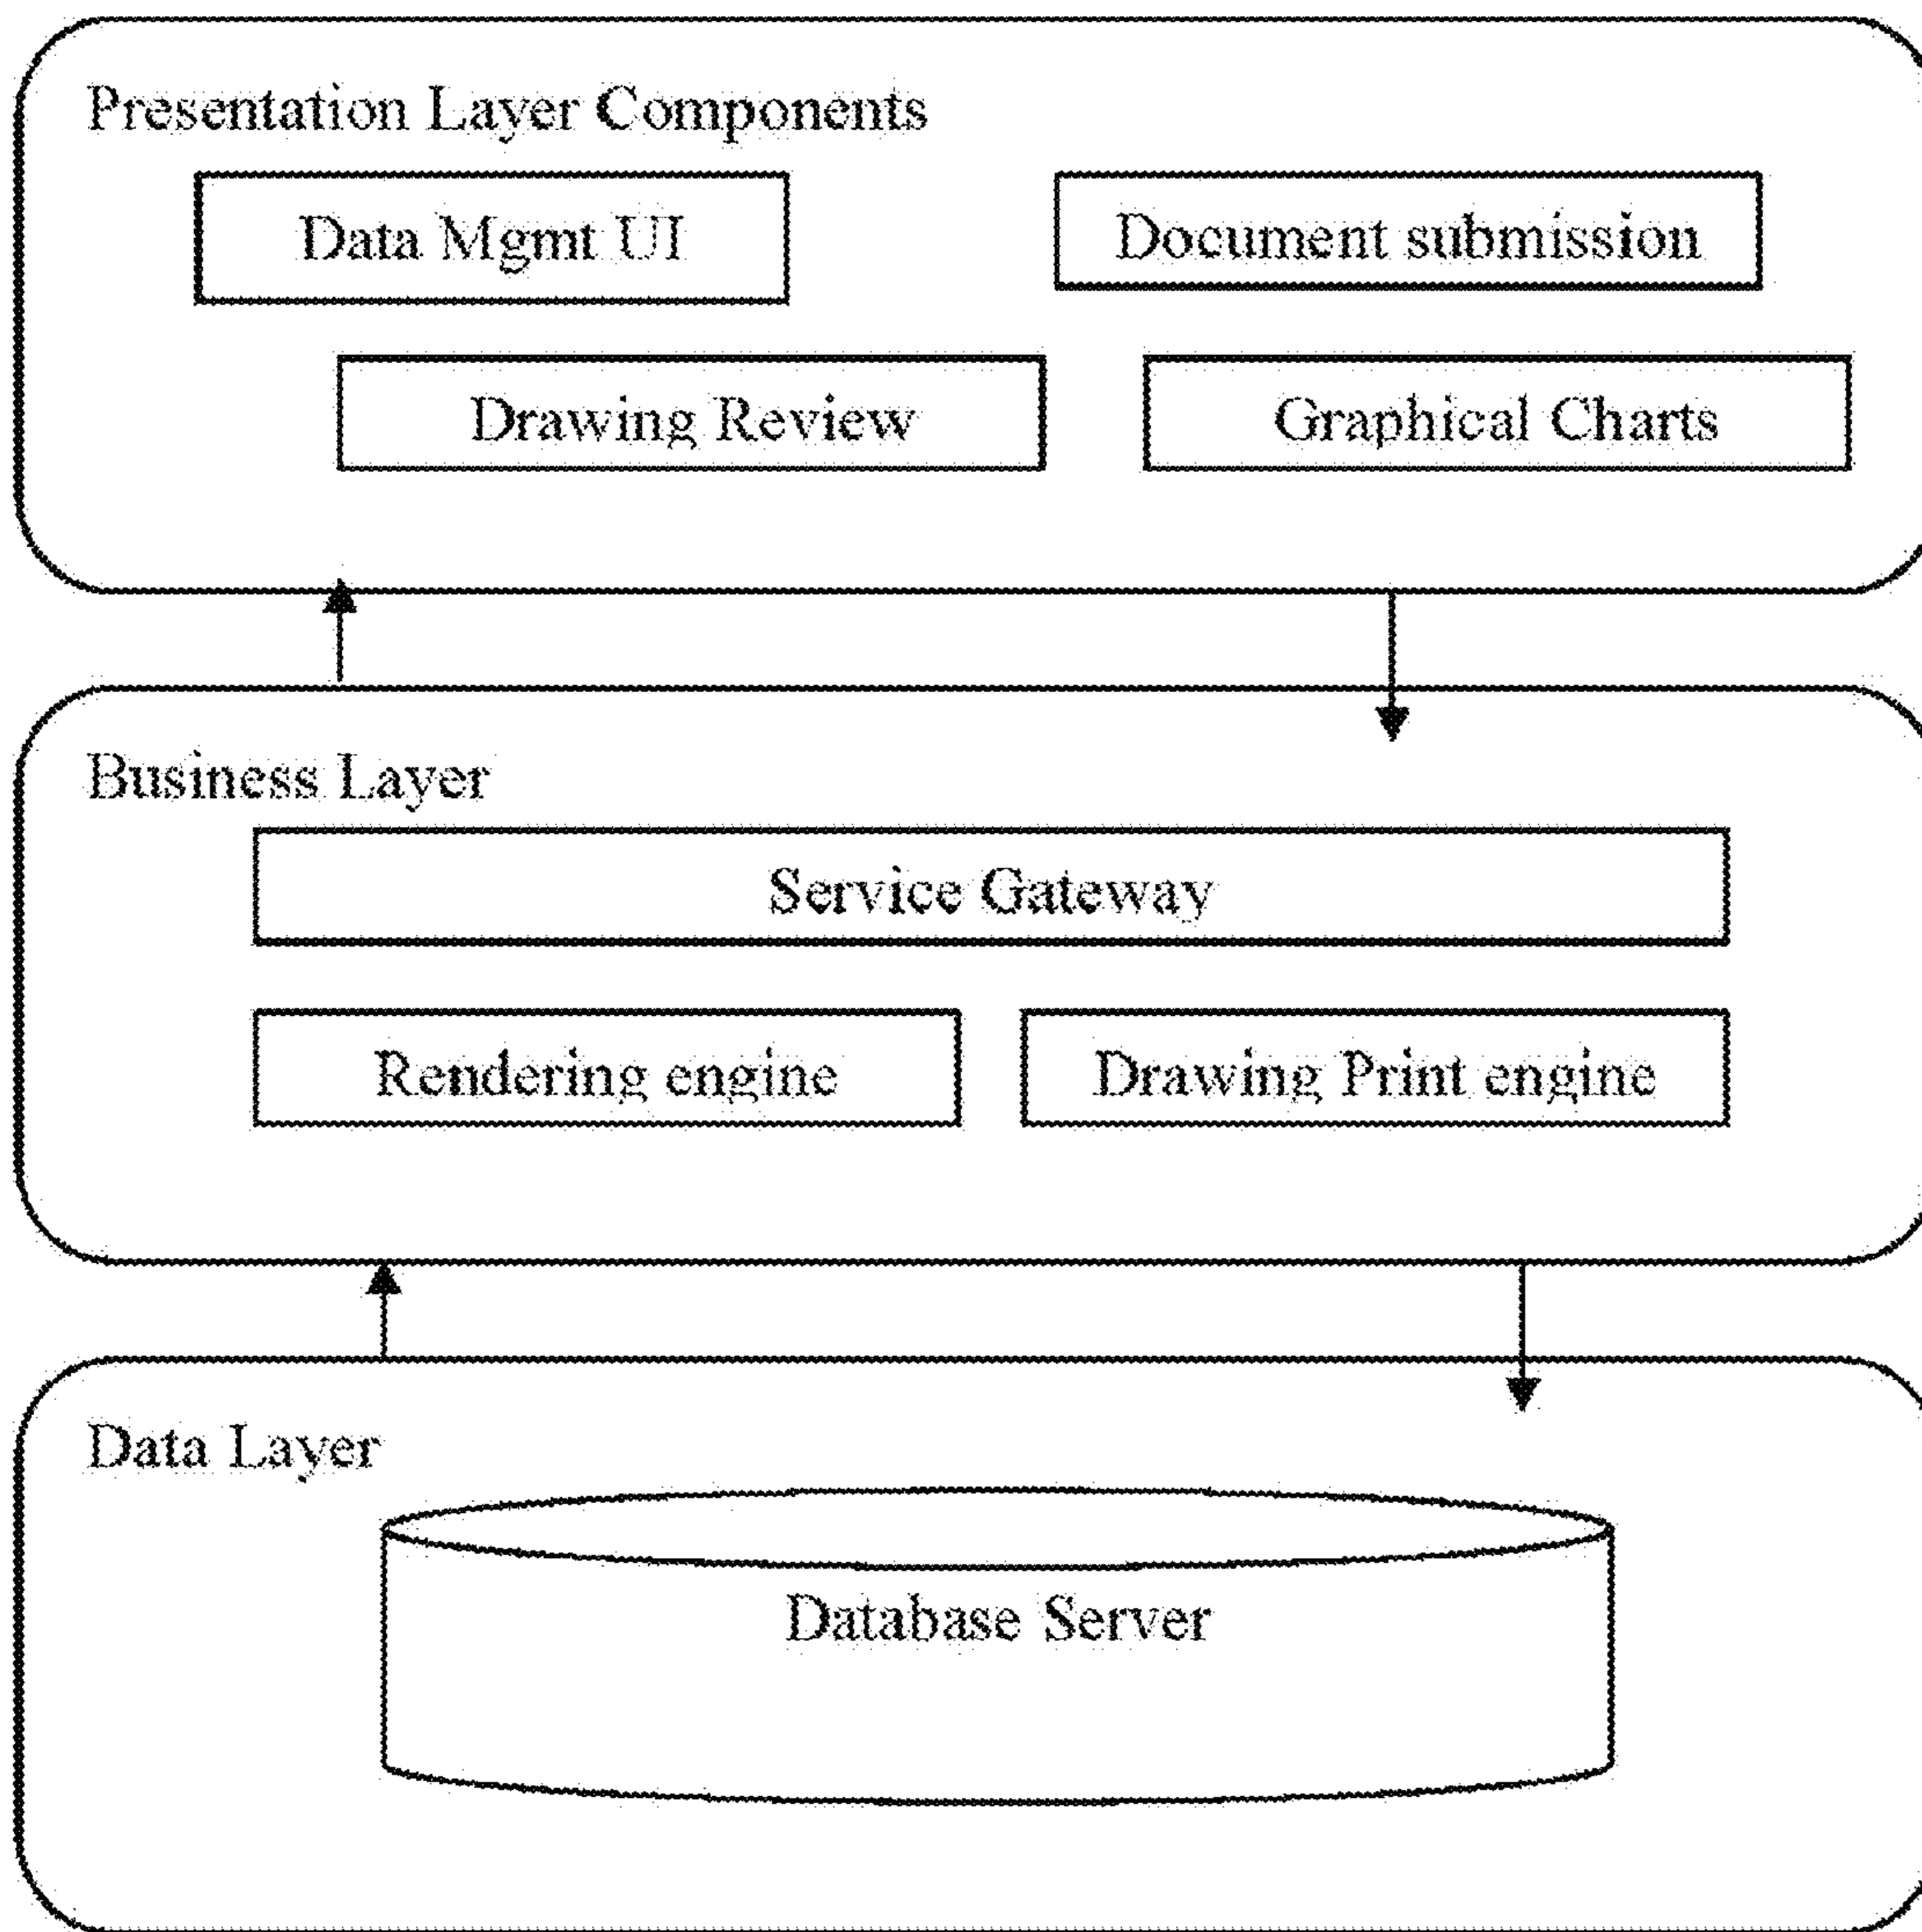 Presentation Layer Components
Data Mgmt UI
Document submission
Drawing Review
Graphical Charts
Business Layer
Service Gateway
Rendering engine
Drawing Print engine
Data Layer
Database Server